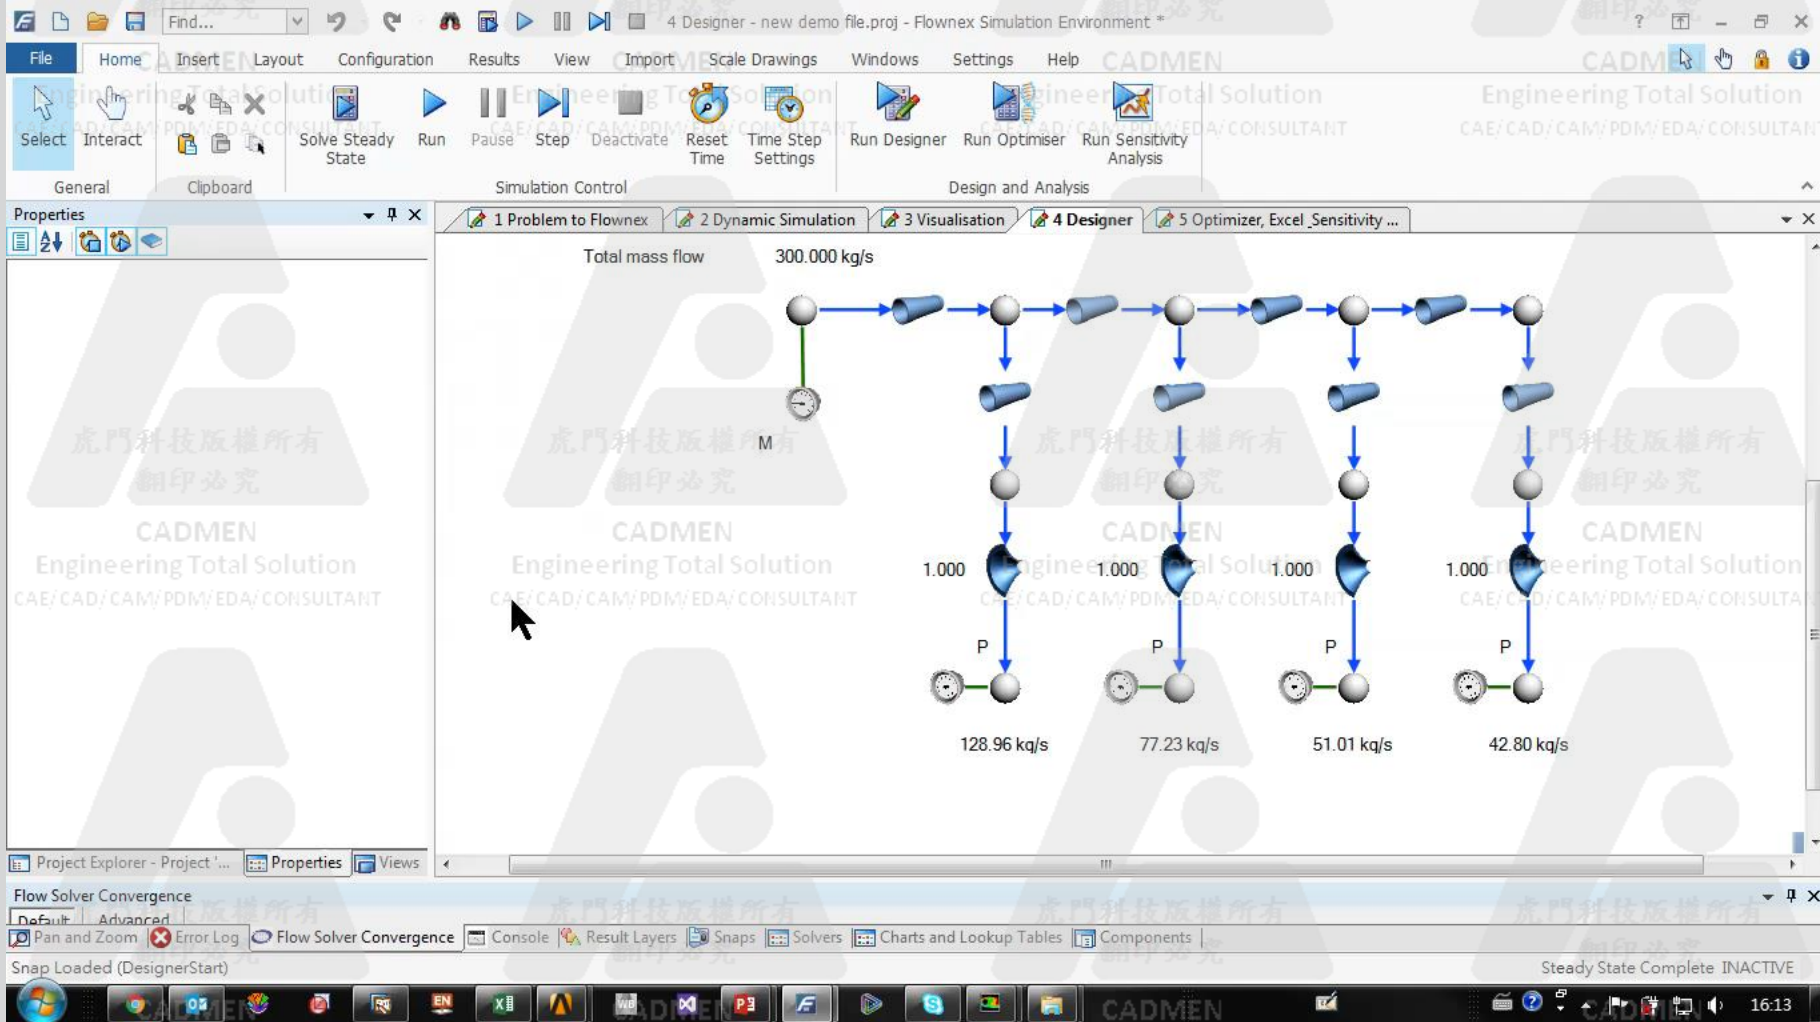 Find...
4 Designer - new demo file.proj - Flownex Simulation Environment *
File Home Insert Layout Configuration Results View Import Scale Drawings Windows Settings Help
Select Interact
Solve Steady State
Run Pause Step Deactivate
Reset Time
Time Step Settings
Run Designer Run Optimiser
Run Sensitivity Analysis
General Clipboard Simulation Control Design and Analysis
Properties
1 Problem to Flownex 2 Dynamic Simulation 3 Visualisation 4 Designer 5 Optimizer, Excel _Sensitivity ...
Total mass flow 300.000 kg/s
M
1.000 1.000 1.000 1.000
P P P P
128.96 kg/s 77.23 kg/s 51.01 kg/s 42.80 kg/s
Project Explorer - Project '... Properties Views
Flow Solver Convergence
Default Advanced
Pan and Zoom Error Log Flow Solver Convergence Console Result Layers Snaps Solvers Charts and Lookup Tables Components
Snap Loaded (DesignerStart)
Steady State Complete INACTIVE
EN
16:13
虎門科技版權所有
翻印必究
CADMEN
Engineering Total Solution
CAE/CAD/CAM/PDM/EDA/CONSULTANT